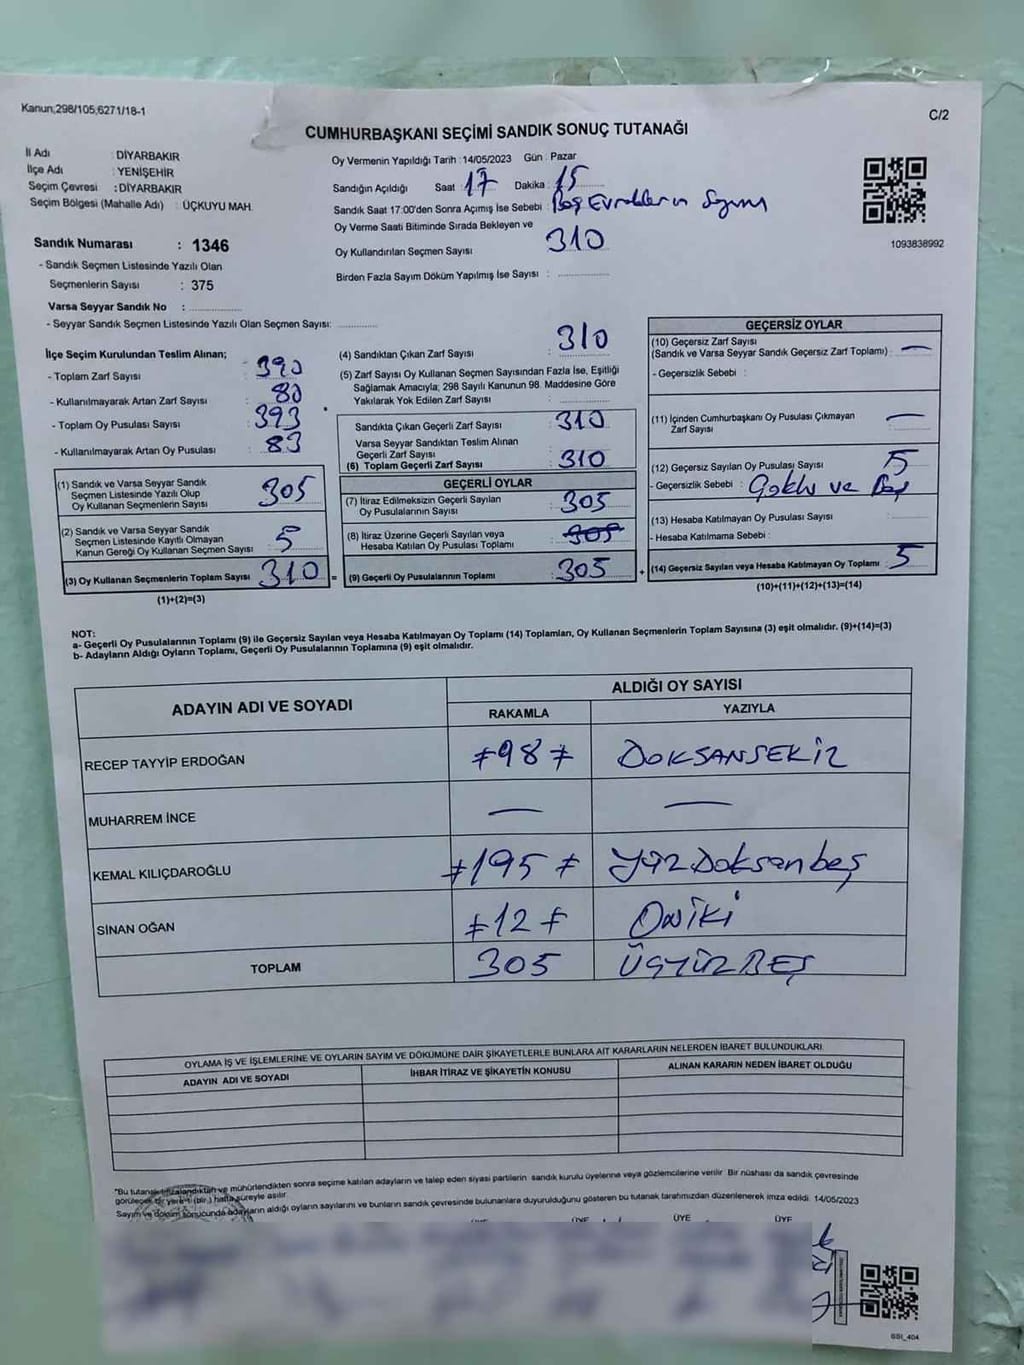 Kanun;298/105;6271/18-1
C/2
CUMHURBAŞKANI SEÇİMİ SANDIK SONUÇ TUTANAĞI
İl Adı : DİYARBAKIR
İlçe Adı : YENİŞEHİR
Seçim Çevresi : DİYARBAKIR
Seçim Bölgesi (Mahalle Adı) : ÜÇKUYU MAH.
Oy Vermenin Yapıldığı Tarih : 14/05/2023 Gün : Pazar
Sandığın Açıldığı Saat : 17 Dakika : 15
Sandık Saat 17:00'den Sonra Açımış İse Sebebi : Boş Evrakların Sayımı
Oy Verme Saati Bitiminde Sırada Bekleyen ve
Oy Kullandırılan Seçmen Sayısı : 310
Birden Fazla Sayım Döküm Yapılmış İse Sayısı :
1093838992
Sandık Numarası : 1346
- Sandık Seçmen Listesinde Yazılı Olan
Seçmenlerin Sayısı : 375
Varsa Seyyar Sandık No :
- Seyyar Sandık Seçmen Listesinde Yazılı Olan Seçmen Sayısı:
İlçe Seçim Kurulundan Teslim Alınan;
- Toplam Zarf Sayısı : 390
- Kullanılmayarak Artan Zarf Sayısı : 80
- Toplam Oy Pusulası Sayısı : 393
- Kullanılmayarak Artan Oy Pusulası : 83
(1) Sandık ve Varsa Seyyar Sandık
Seçmen Listesinde Yazılı Olup
Oy Kullanan Seçmenlerin Sayısı : 305
(2) Sandık ve Varsa Seyyar Sandık
Seçmen Listesinde Kayıtlı Olmayan
Kanun Gereği Oy Kullanan Seçmen Sayısı : 5
(3) Oy Kullanan Seçmenlerin Toplam Sayısı : 310 =
(1)+(2)=(3)
(4) Sandıktan Çıkan Zarf Sayısı : 310
(5) Zarf Sayısı Oy Kullanan Seçmen Sayısından Fazla İse, Eşitliği
Sağlamak Amacıyla; 298 Sayılı Kanunun 98. Maddesine Göre
Yakılarak Yok Edilen Zarf Sayısı :
Sandıkta Çıkan Geçerli Zarf Sayısı : 310
Varsa Seyyar Sandıktan Teslim Alınan
Geçerli Zarf Sayısı
(6) Toplam Geçerli Zarf Sayısı : 310
GEÇERLİ OYLAR
(7) İtiraz Edilmeksizin Geçerli Sayılan
Oy Pusulalarının Sayısı : 305
(8) İtiraz Üzerine Geçerli Sayılan veya
Hesaba Katılan Oy Pusulası Toplamı : 305
(9) Geçerli Oy Pusulalarının Toplamı : 305 +
GEÇERSİZ OYLAR
(10) Geçersiz Zarf Sayısı
(Sandık ve Varsa Seyyar Sandık Geçersiz Zarf Toplamı) : —
- Geçersizlik Sebebi :
(11) İçinden Cumhurbaşkanı Oy Pusulası Çıkmayan
Zarf Sayısı : —
(12) Geçersiz Sayılan Oy Pusulası Sayısı : 5
- Geçersizlik Sebebi : Çoklu ve Boş
(13) Hesaba Katılmayan Oy Pusulası Sayısı :
- Hesaba Katılmama Sebebi :
(14) Geçersiz Sayılan veya Hesaba Katılmayan Oy Toplamı : 5
(10)+(11)+(12)+(13)=(14)
NOT:
a- Geçerli Oy Pusulalarının Toplamı (9) ile Geçersiz Sayılan veya Hesaba Katılmayan Oy Toplamı (14) Toplamları, Oy Kullanan Seçmenlerin Toplam Sayısına (3) eşit olmalıdır. (9)+(14)=(3)
b- Adayların Aldığı Oyların Toplamı, Geçerli Oy Pusulalarının Toplamına (9) eşit olmalıdır.
ADAYIN ADI VE SOYADI
ALDIĞI OY SAYISI
RAKAMLA YAZIYLA
RECEP TAYYİP ERDOĞAN ≠98≠ DOKSANSEKİZ
MUHARREM İNCE — —
KEMAL KILIÇDAROĞLU ≠195≠ YüzDoksanbeş
SİNAN OĞAN ≠12≠ ONİKİ
TOPLAM 305 ÜÇYÜZBEŞ
OYLAMA İŞ VE İŞLEMLERİNE VE OYLARIN SAYIM VE DÖKÜMÜNE DAİR ŞİKAYETLERLE BUNLARA AİT KARARLARIN NELERDEN İBARET BULUNDUKLARI
ADAYIN ADI VE SOYADI İHBAR İTİRAZ VE ŞİKAYETİN KONUSU ALINAN KARARIN NEDEN İBARET OLDUĞU
"Bu tutanak imzalandıktan ve mühürlendikten sonra seçime katılan adayların ve talep eden siyasi partilerin sandık kurulu üyelerine veya gözlemcilerine verilir. Bir nüshası da sandık çevresinde
görülecek bir yere 1 (bir ) hafta süreyle asılır.
Sayım ve döküm sonucunda adayların aldığı oyların sayılarını ve bunların sandık çevresinde bulunanlara duyurulduğunu gösteren bu tutanak tarafımızdan düzenlenerek imza edildi. 14/05/2023
ÜYE ÜYE ÜYE ÜYE
SSI_404